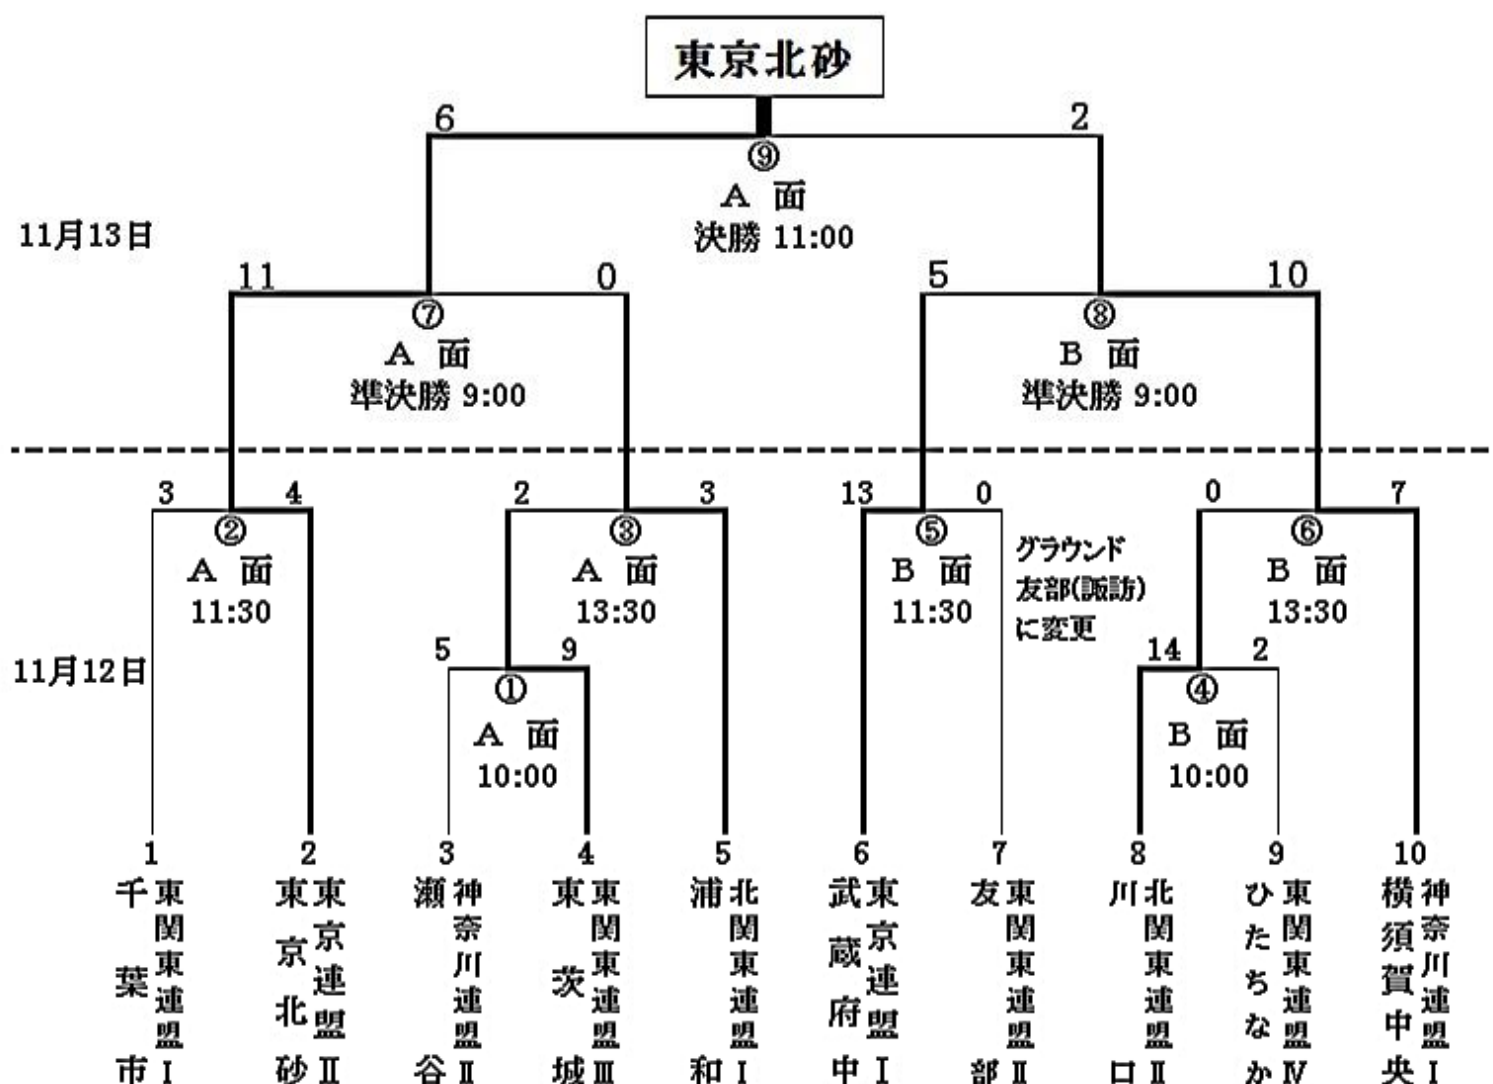 東京北砂
6
2
⑨
A 面
決勝 11:00
11月13日
11
0
5
10
⑦
A 面
準決勝 9:00
⑧
B 面
準決勝 9:00
3
4
2
3
13
0
0
7
②
A 面
11:30
③
A 面
13:30
⑤
B 面
11:30
グラウンド
友部(諏訪)
に変更
⑥
B 面
13:30
11月12日
5
9
①
A 面
10:00
14
2
④
B 面
10:00
1
千葉市
東関東連盟Ⅰ
2
東京北砂
東京連盟Ⅱ
3
瀬谷
神奈川連盟Ⅱ
4
東茨城
東関東連盟Ⅲ
5
浦和
北関東連盟Ⅰ
6
武蔵府中
東京連盟Ⅰ
7
友部
東関東連盟Ⅱ
8
川口
北関東連盟Ⅱ
9
ひたちなか
東関東連盟Ⅳ
10
横須賀中央
神奈川連盟Ⅰ